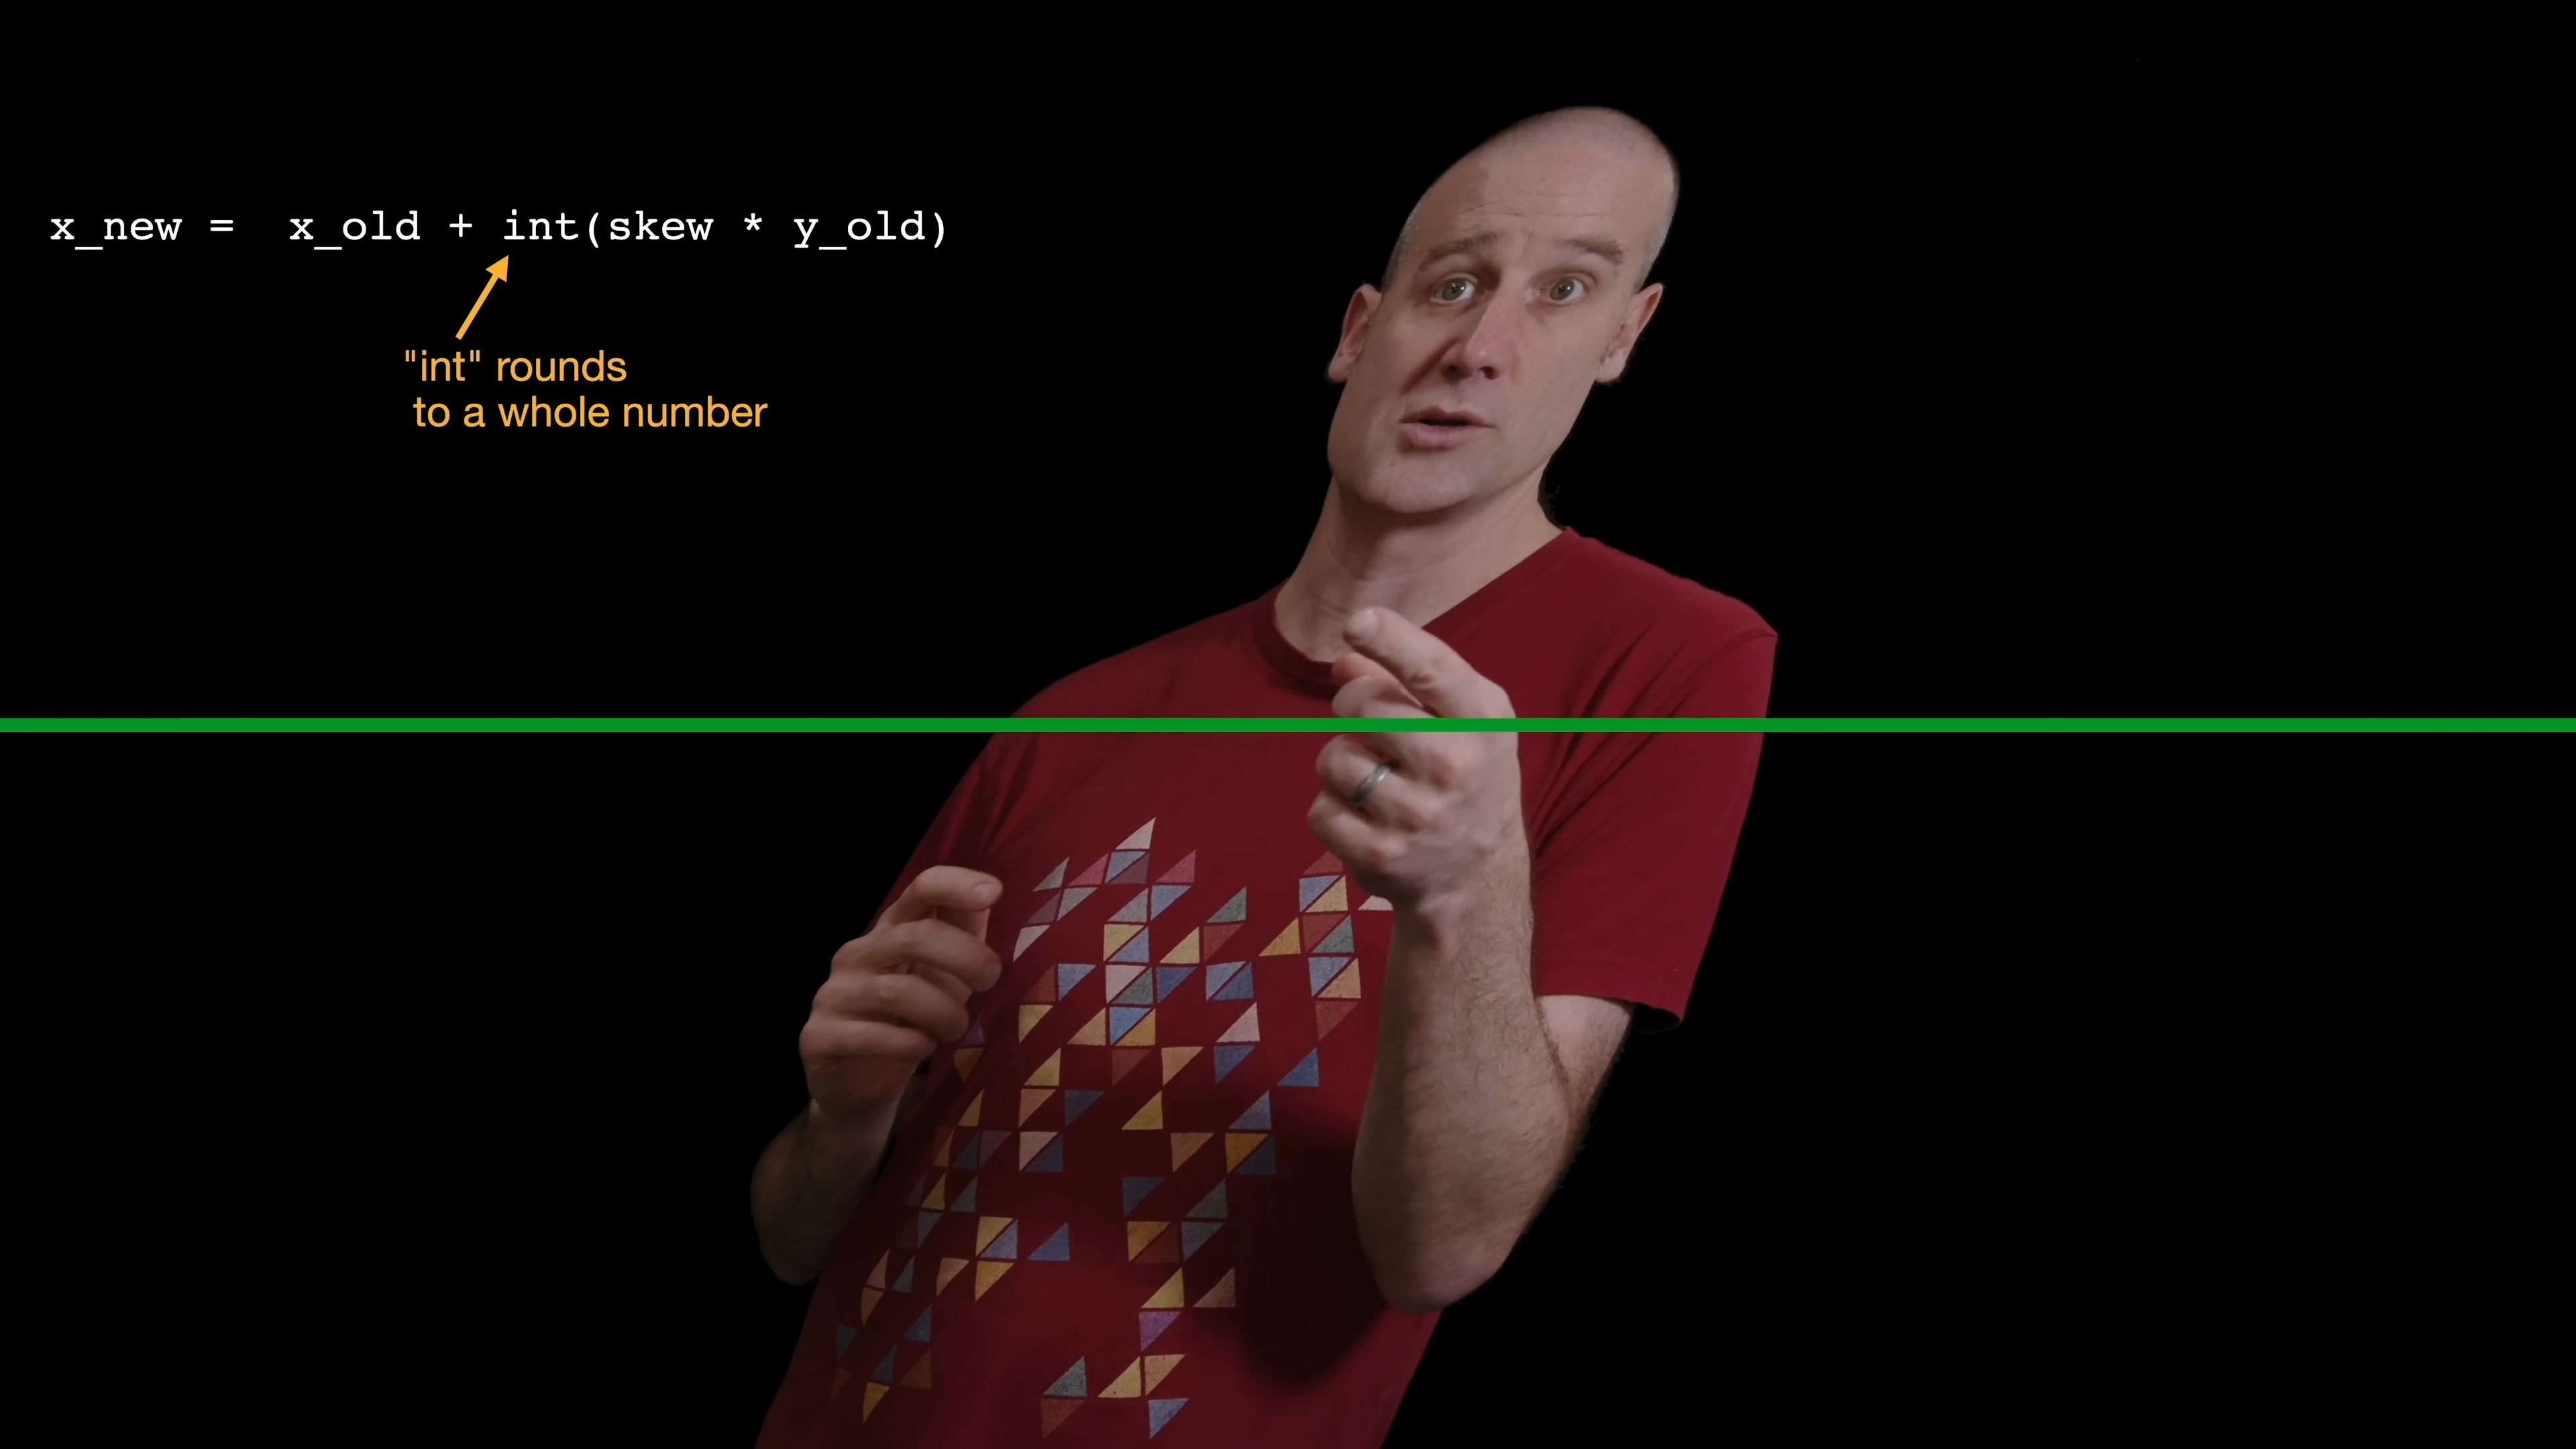 x_new =  x_old + int(skew * y_old)
"int" rounds
to a whole number